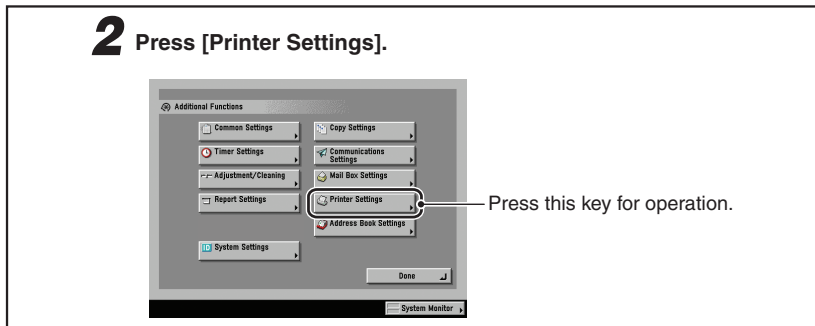 2 Press [Printer Settings].
Additional Functions
Common Settings
Copy Settings
Timer Settings
Communications
Settings
Adjustment/Cleaning
Mail Box Settings
Report Settings
Printer Settings
Press this key for operation.
Address Book Settings
ID System Settings
Done
System Monitor